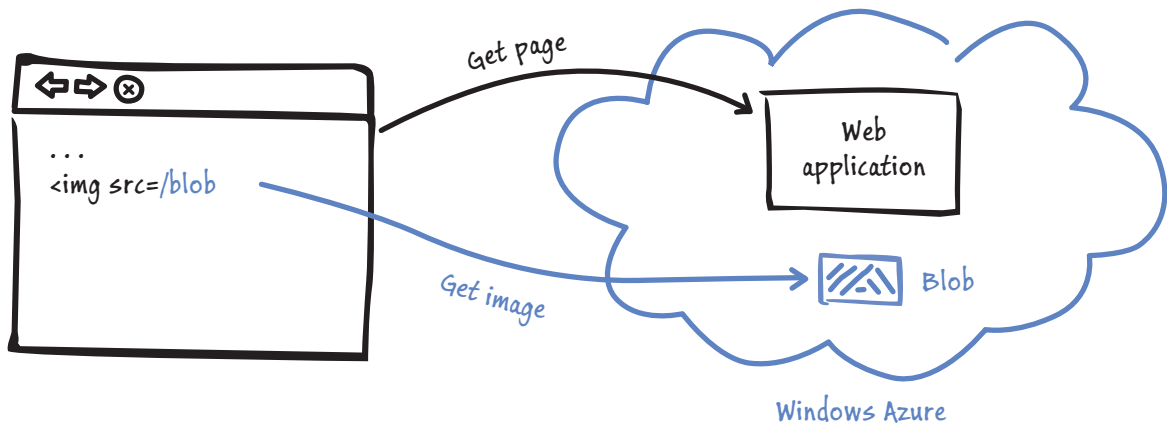 Get page
Web
application
. . .
<img src=/blob
Get image
Blob
Windows Azure